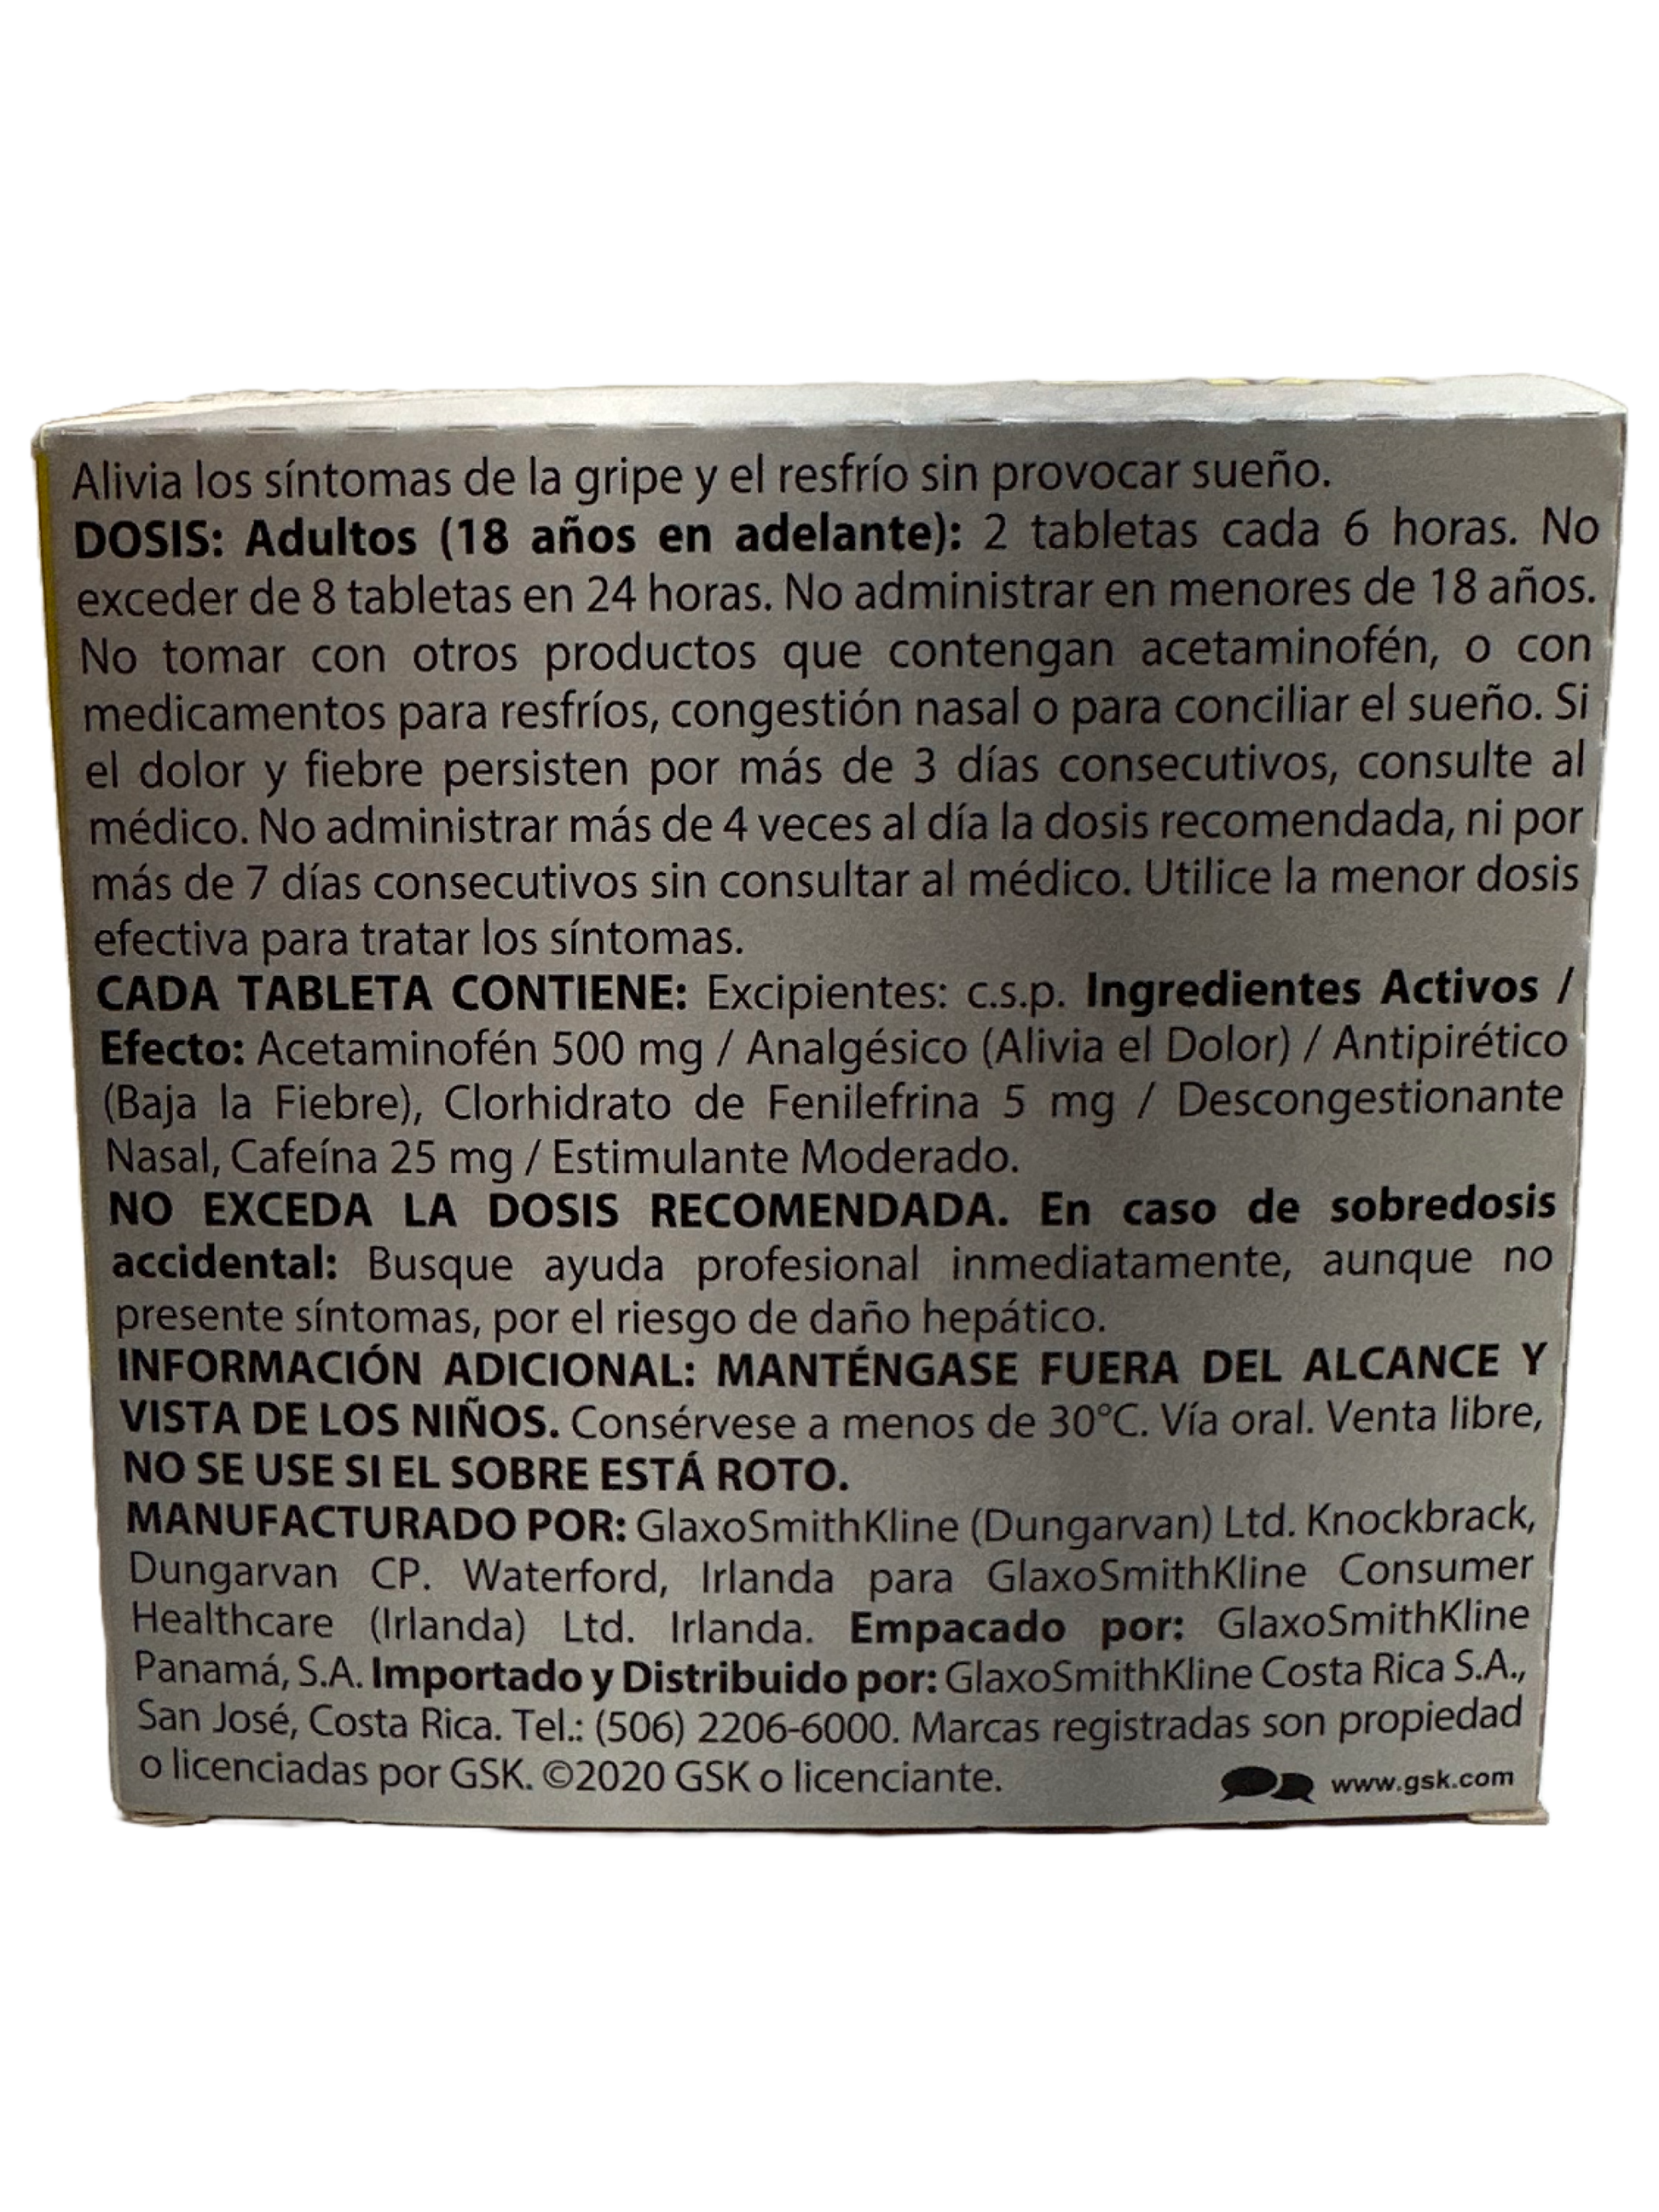 Alivia los síntomas de la gripe y el resfrío sin provocar sueño.
DOSIS: Adultos (18 años en adelante): 2 tabletas cada 6 horas. No
exceder de 8 tabletas en 24 horas. No administrar en menores de 18 años.
No tomar con otros productos que contengan acetaminofén, o con
medicamentos para resfríos, congestión nasal o para conciliar el sueño. Si
el dolor y fiebre persisten por más de 3 días consecutivos, consulte al
médico. No administrar más de 4 veces al día la dosis recomendada, ni por
más de 7 días consecutivos sin consultar al médico. Utilice la menor dosis
efectiva para tratar los síntomas.
CADA TABLETA CONTIENE: Excipientes: c.s.p. Ingredientes Activos /
Efecto: Acetaminofén 500 mg / Analgésico (Alivia el Dolor) / Antipirético
(Baja la Fiebre), Clorhidrato de Fenilefrina 5 mg / Descongestionante
Nasal, Cafeína 25 mg / Estimulante Moderado.
NO EXCEDA LA DOSIS RECOMENDADA. En caso de sobredosis
accidental: Busque ayuda profesional inmediatamente, aunque no
presente síntomas, por el riesgo de daño hepático.
INFORMACIÓN ADICIONAL: MANTÉNGASE FUERA DEL ALCANCE Y
VISTA DE LOS NIÑOS. Consérvese a menos de 30°C. Vía oral. Venta libre,
NO SE USE SI EL SOBRE ESTÁ ROTO.
MANUFACTURADO POR: GlaxoSmithKline (Dungarvan) Ltd. Knockbrack,
Dungarvan CP. Waterford, Irlanda para GlaxoSmithKline Consumer
Healthcare (Irlanda) Ltd. Irlanda. Empacado por: GlaxoSmithKline
Panamá, S.A. Importado y Distribuido por: GlaxoSmithKline Costa Rica S.A.,
San José, Costa Rica. Tel.: (506) 2206-6000. Marcas registradas son propiedad
o licenciadas por GSK. ©2020 GSK o licenciante.
www.gsk.com